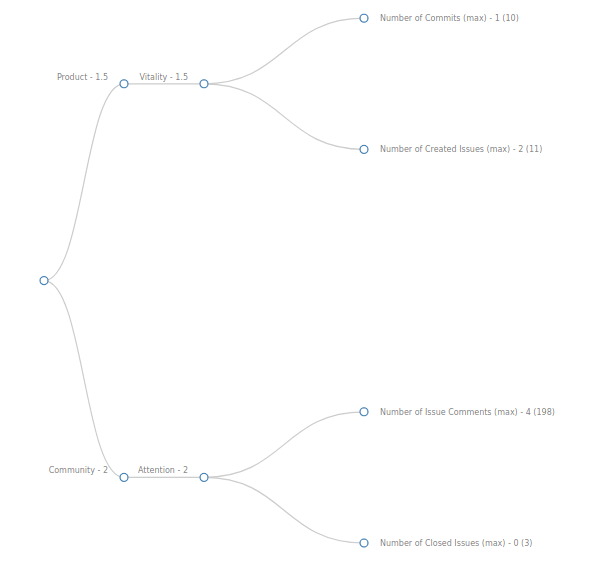 Number of Commits (max) - 1 (10)
Product - 1.5
Vitality - 1.5
Number of Created Issues (max) - 2 (11)
Number of Issue Comments (max) - 4 (198)
Community - 2
Attention - 2
Number of Closed Issues (max) - 0 (3)